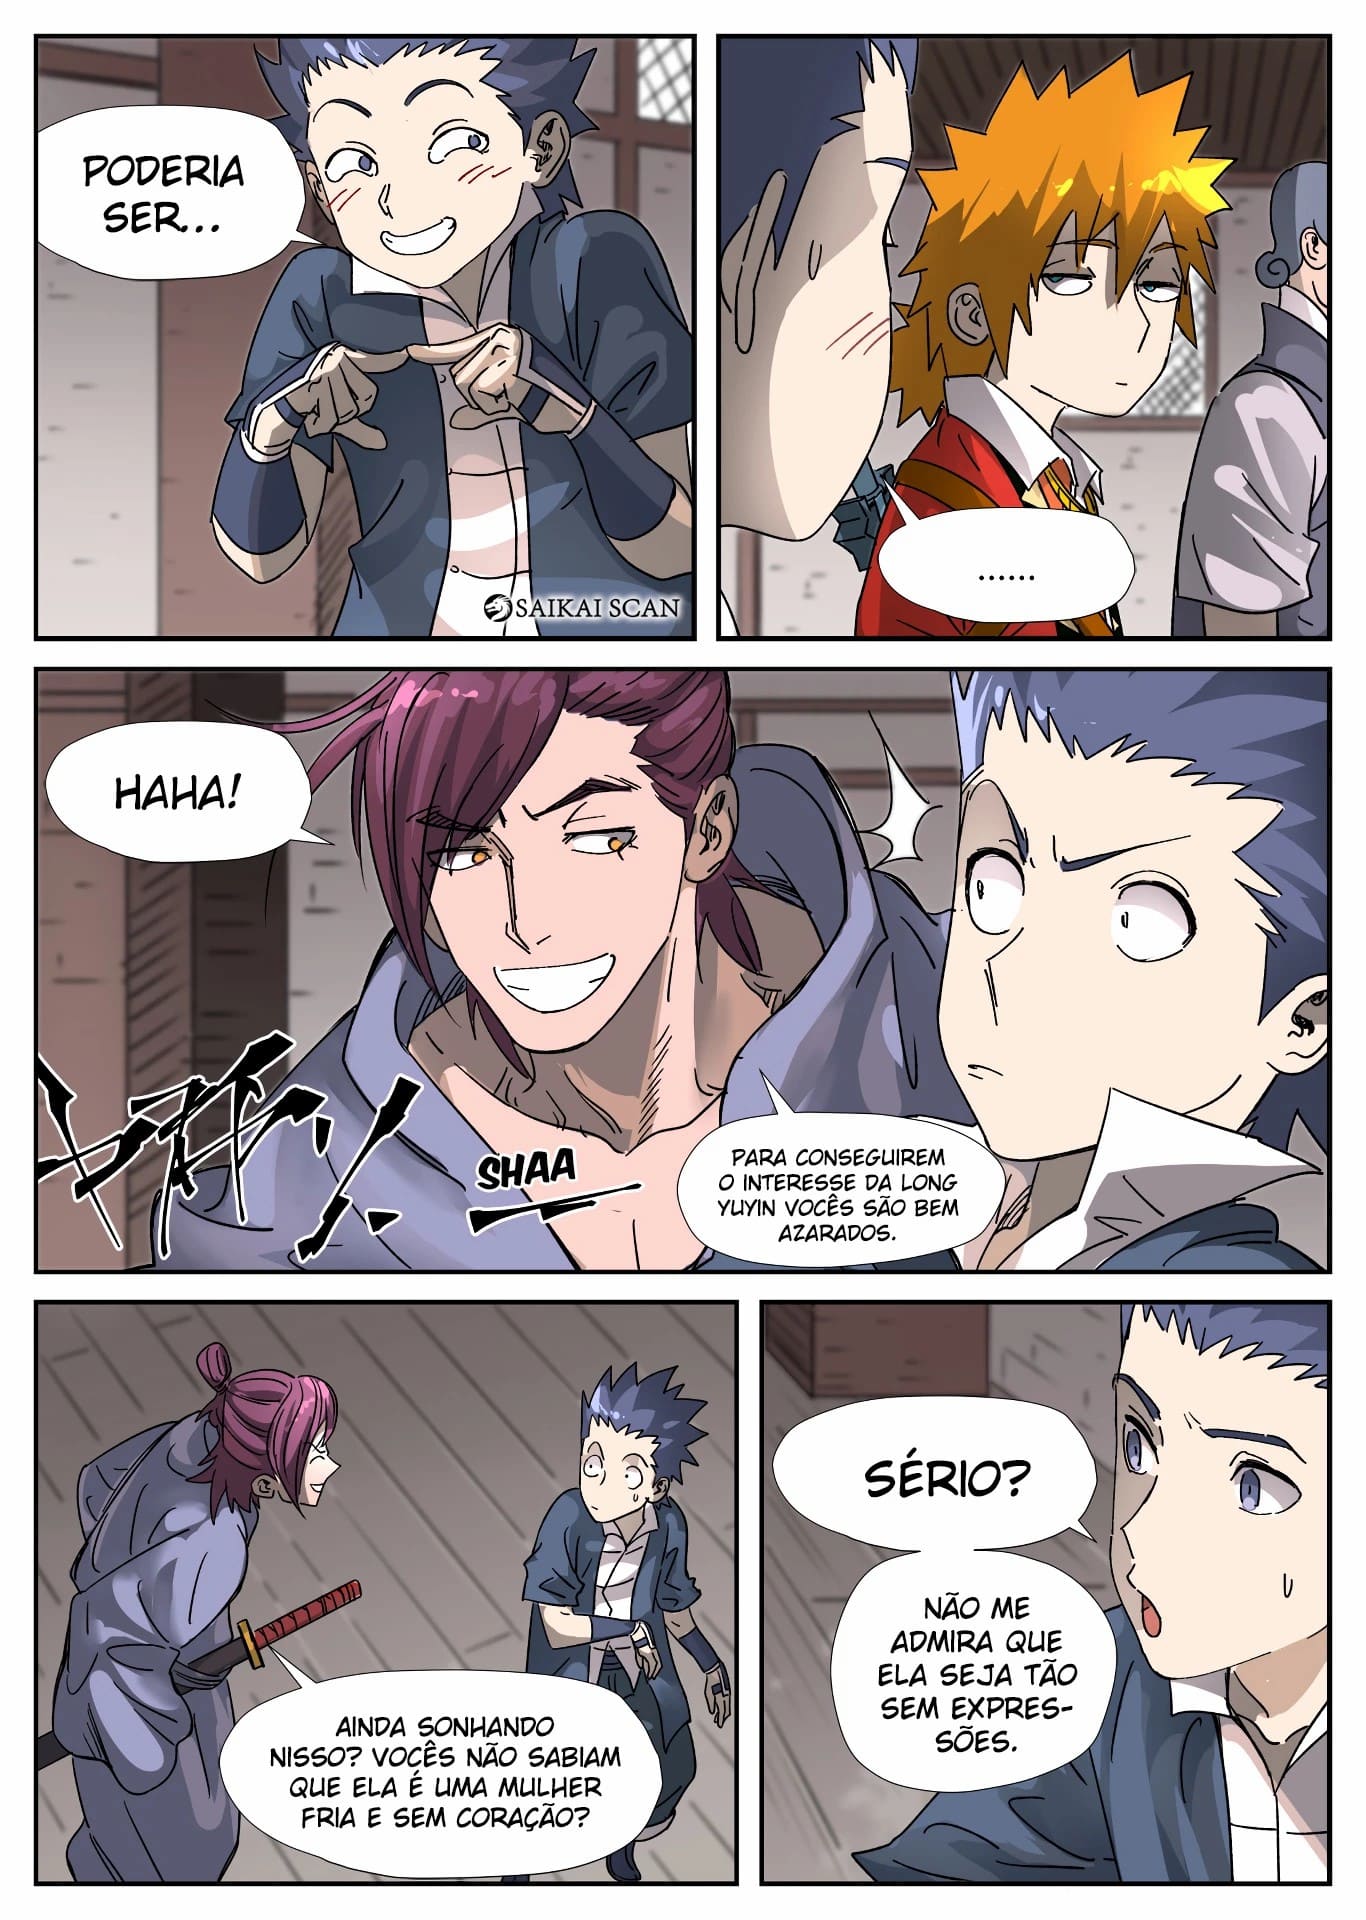 PODERIA
SER...
SAIKAI SCAN
......
HAHA!
SHAA
PARA CONSEGUIREM
O INTERESSE DA LONG
YUYIN VOCÊS SÃO BEM
AZARADOS.
AINDA SONHANDO
NISSO? VOCÊS NÃO SABIAM
QUE ELA É UMA MULHER
FRIA E SEM CORAÇÃO?
SÉRIO?
NÃO ME
ADMIRA QUE
ELA SEJA TÃO
SEM EXPRES-
SÕES.